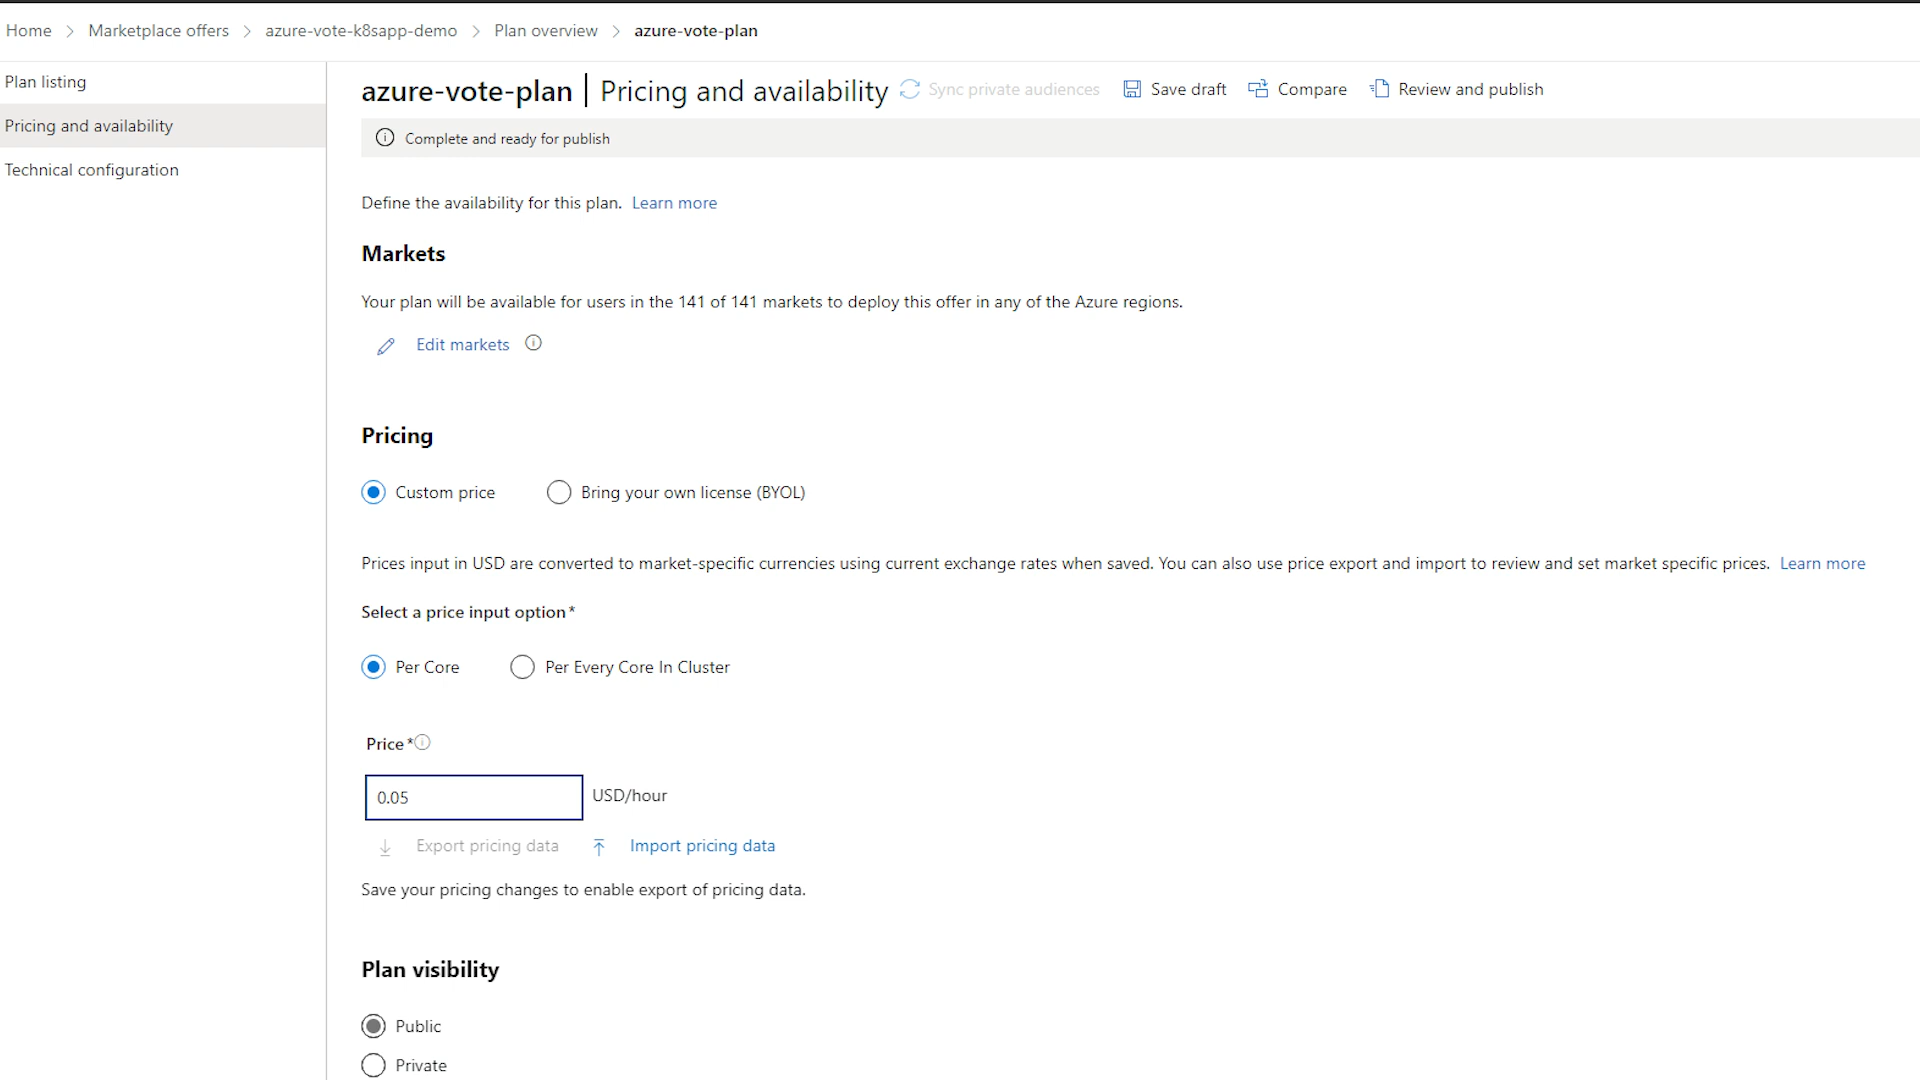 Home > Marketplace offers > azure-vote-k8sapp-demo > Plan overview > azure-vote-plan
Plan listing
Pricing and availability
Technical configuration
azure-vote-plan | Pricing and availability
Sync private audiences
Save draft
Compare
Review and publish
Complete and ready for publish
Define the availability for this plan. Learn more
Markets
Your plan will be available for users in the 141 of 141 markets to deploy this offer in any of the Azure regions.
Edit markets
Pricing
Custom price
Bring your own license (BYOL)
Prices input in USD are converted to market-specific currencies using current exchange rates when saved. You can also use price export and import to review and set market specific prices. Learn more
Select a price input option*
Per Core
Per Every Core In Cluster
Price*
0.05 USD/hour
Export pricing data
Import pricing data
Save your pricing changes to enable export of pricing data.
Plan visibility
Public
Private